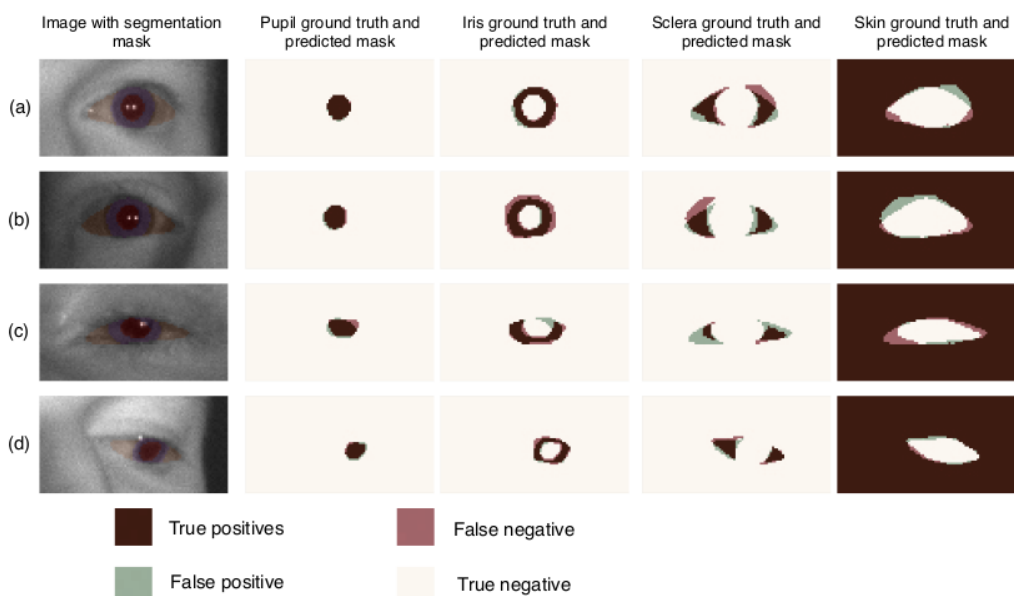 Image with segmentation
mask
Pupil ground truth and
predicted mask
Iris ground truth and
predicted mask
Sclera ground truth and
predicted mask
Skin ground truth and
predicted mask
(a)
(b)
(c)
(d)
True positives
False negative
False positive
True negative